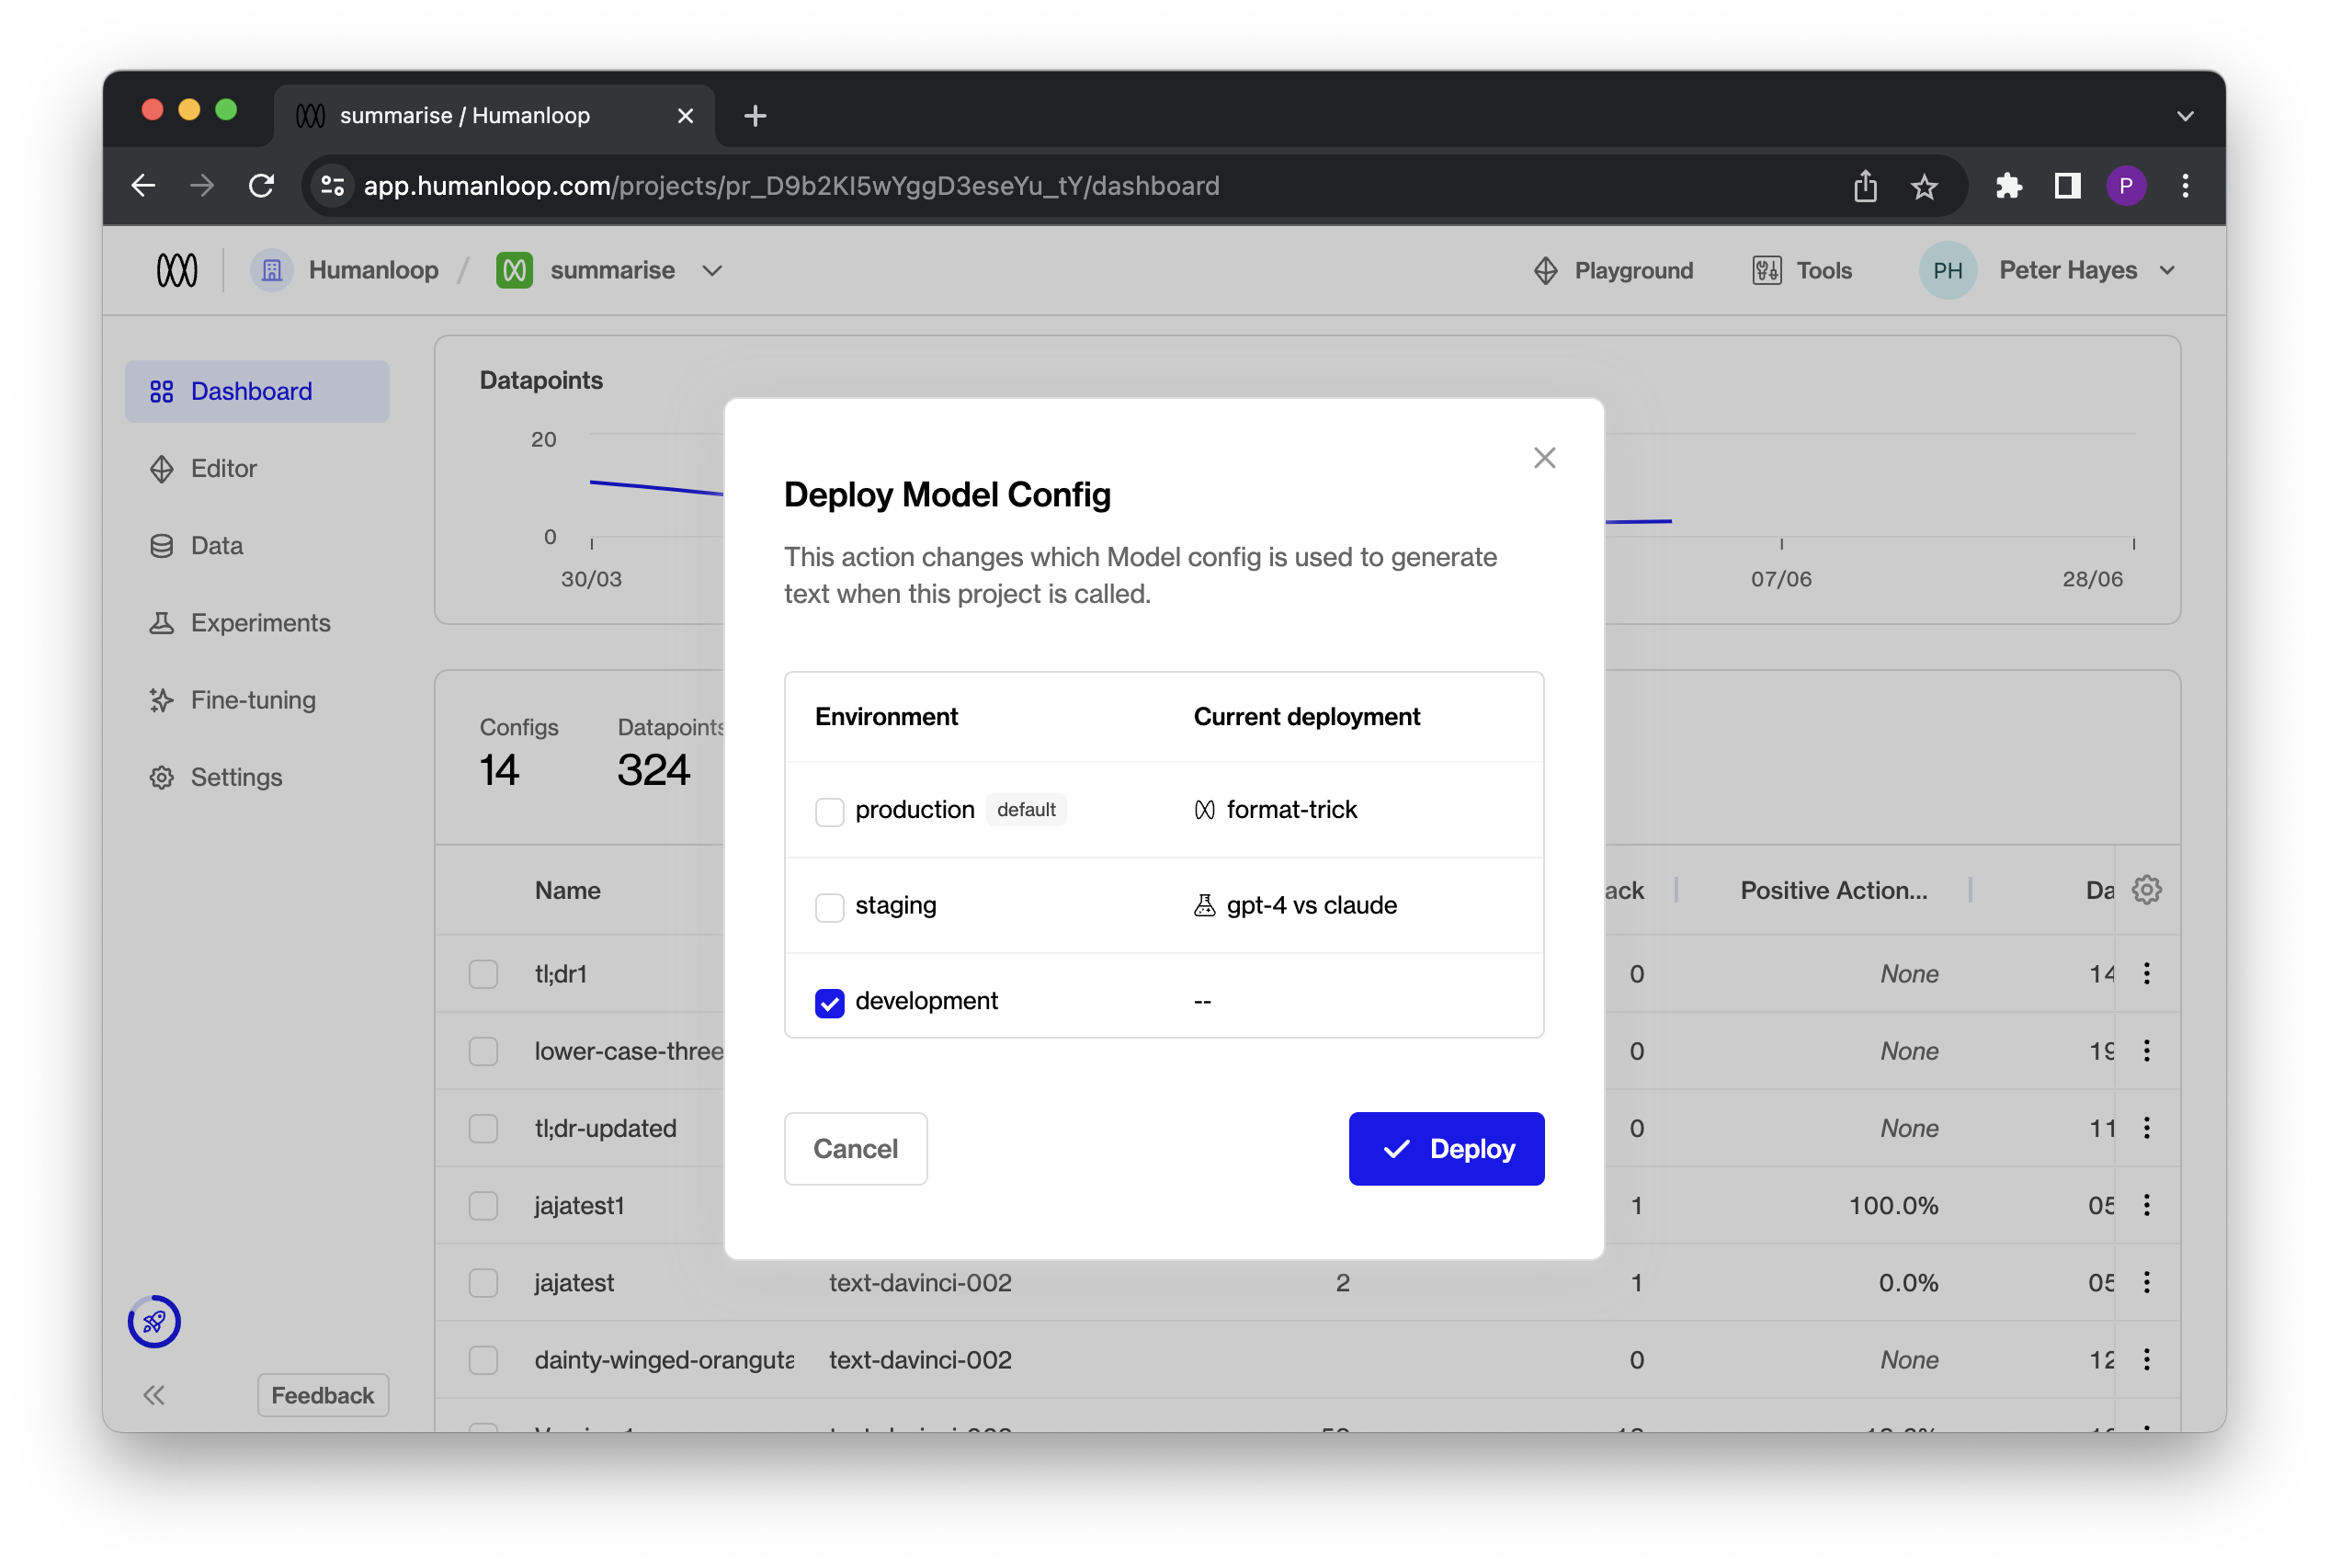 summarise / Humanloop
app.humanloop.com/projects/pr_D9b2KI5wYggD3eseYu_tY/dashboard
P
Humanloop / summarise
Playground
Tools
PH
Peter Hayes
Dashboard
Editor
Data
Experiments
Fine-tuning
Settings
Feedback
Datapoints
20
0
30/03
07/06
28/06
Configs
14
Datapoints
324
Name
Positive Action...
tl;dr1
0
None
14
lower-case-three
0
None
19
tl;dr-updated
0
None
11
jajatest1
1
100.0%
05
jajatest
text-davinci-002
2
1
0.0%
05
dainty-winged-oranguta
text-davinci-002
0
None
12
Deploy Model Config
This action changes which Model config is used to generate
text when this project is called.
Environment
Current deployment
production
default
format-trick
staging
gpt-4 vs claude
development
--
Cancel
Deploy